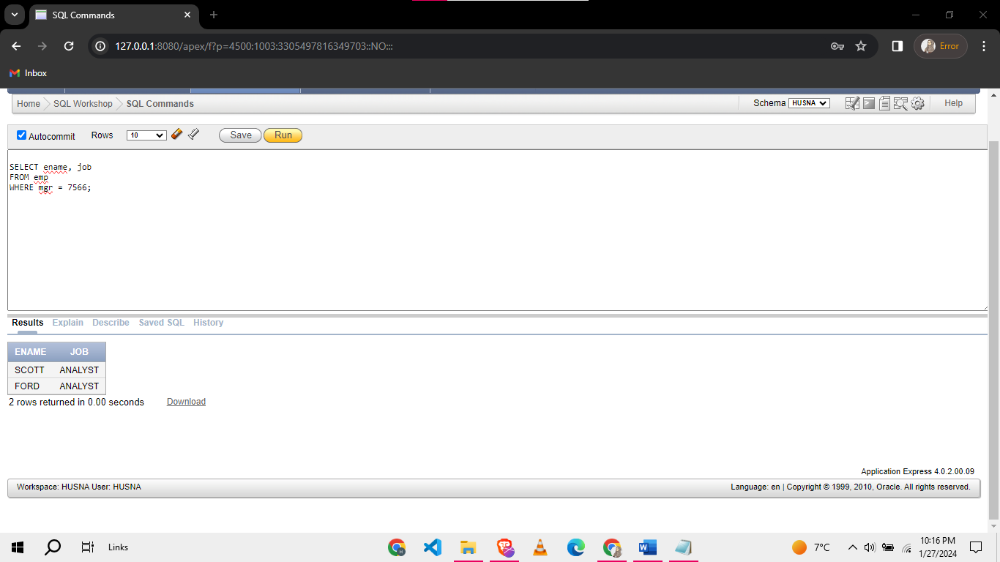 SQL Commands
127.0.0.1:8080/apex/f?p=4500:1003:3305497816349703::NO:::
Error
Inbox
Home SQL Workshop SQL Commands
Schema HUSNA Help
Autocommit Rows 10 Save Run
SELECT ename, job
FROM emp
WHERE mgr = 7566;
Results Explain Describe Saved SQL History
ENAME JOB
SCOTT ANALYST
FORD ANALYST
2 rows returned in 0.00 seconds Download
Application Express 4.0.2.00.09
Workspace: HUSNA User: HUSNA
Language: en | Copyright © 1999, 2010, Oracle. All rights reserved.
Links
7°C
10:16 PM
1/27/2024